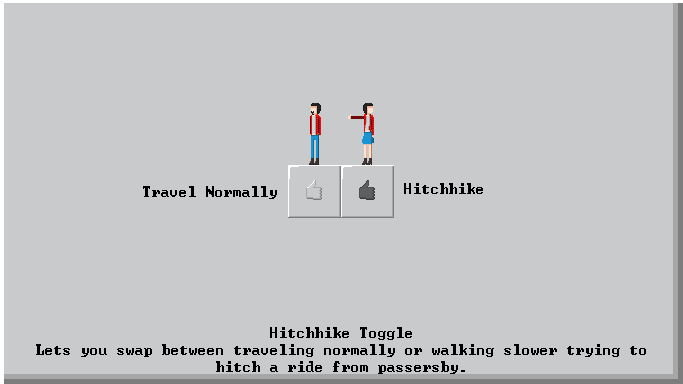 Travel Normally
Hitchhike
Hitchhike Toggle
Lets you swap between traveling normally or walking slower trying to
hitch a ride from passersby.